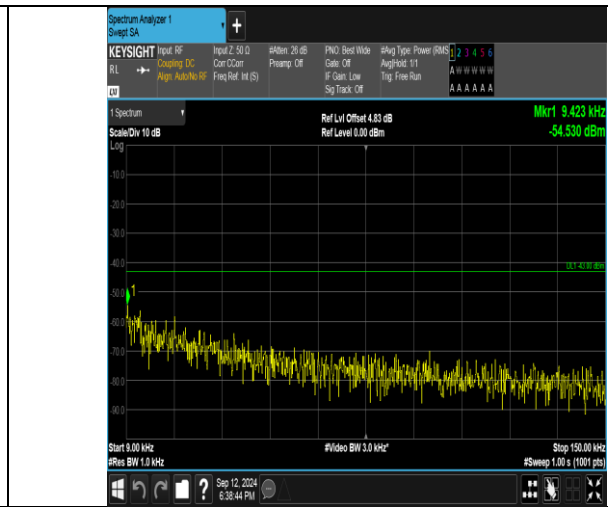 Spectrum Analyzer 1
Swept SA
+
KEYSIGHT Input: RF Input Z: 50 Ω #Atten: 26 dB PNO: Best Wide #Avg Type: Power (RMS 1 2 3 4 5 6
RL Coupling: DC Corr CCorr Preamp: Off Gate: Off Avg|Hold: 1/1 A W W W W W
Align: Auto/No RF Freq Ref: Int (S) IF Gain: Low Trig: Free Run
LXI Sig Track: Off A A A A A A
1 Spectrum Ref Lvl Offset 4.83 dB Mkr1 9.423 kHz
Scale/Div 10 dB Ref Level 0.00 dBm -54.530 dBm
Log
-10.0
-20.0
-30.0
-40.0
DL1 -43.00 dBm
-50.0
1
-60.0
-70.0
-80.0
-90.0
Start 9.00 kHz #Video BW 3.0 kHz* Stop 150.00 kHz
#Res BW 1.0 kHz #Sweep 1.00 s (1001 pts)
? Sep 12, 2024
6:38:44 PM